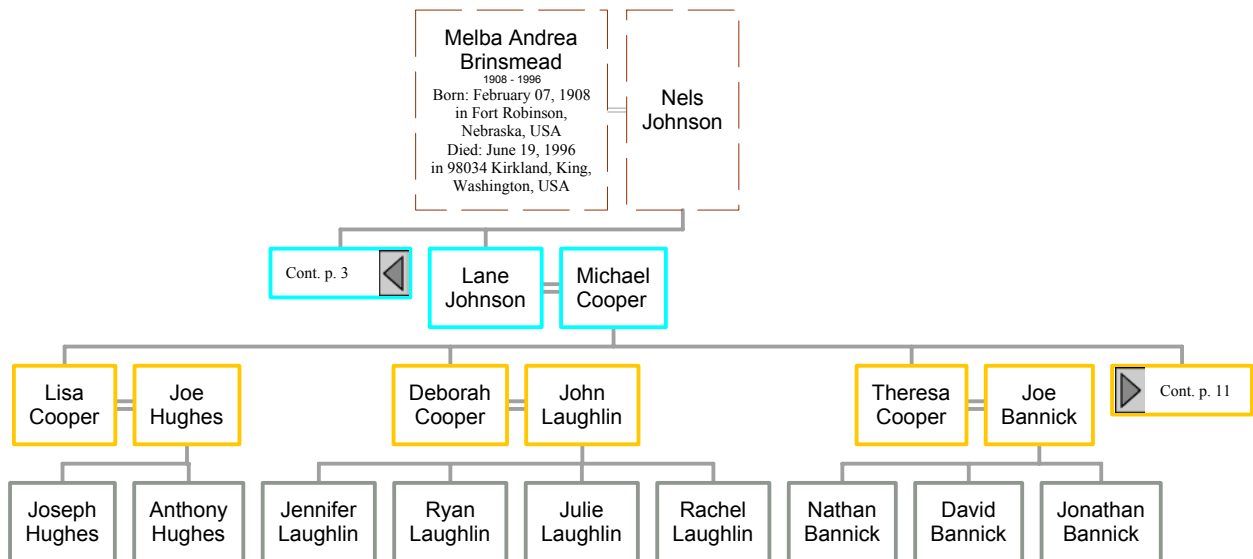 Melba Andrea
Brinsmead
1908 - 1996
Born: February 07, 1908
in Fort Robinson,
Nebraska, USA
Died: June 19, 1996
in 98034 Kirkland, King,
Washington, USA
Nels
Johnson
Cont. p. 3
Lane
Johnson
Michael
Cooper
Lisa
Cooper
Joe
Hughes
Deborah
Cooper
John
Laughlin
Theresa
Cooper
Joe
Bannick
Cont. p. 11
Joseph
Hughes
Anthony
Hughes
Jennifer
Laughlin
Ryan
Laughlin
Julie
Laughlin
Rachel
Laughlin
Nathan
Bannick
David
Bannick
Jonathan
Bannick